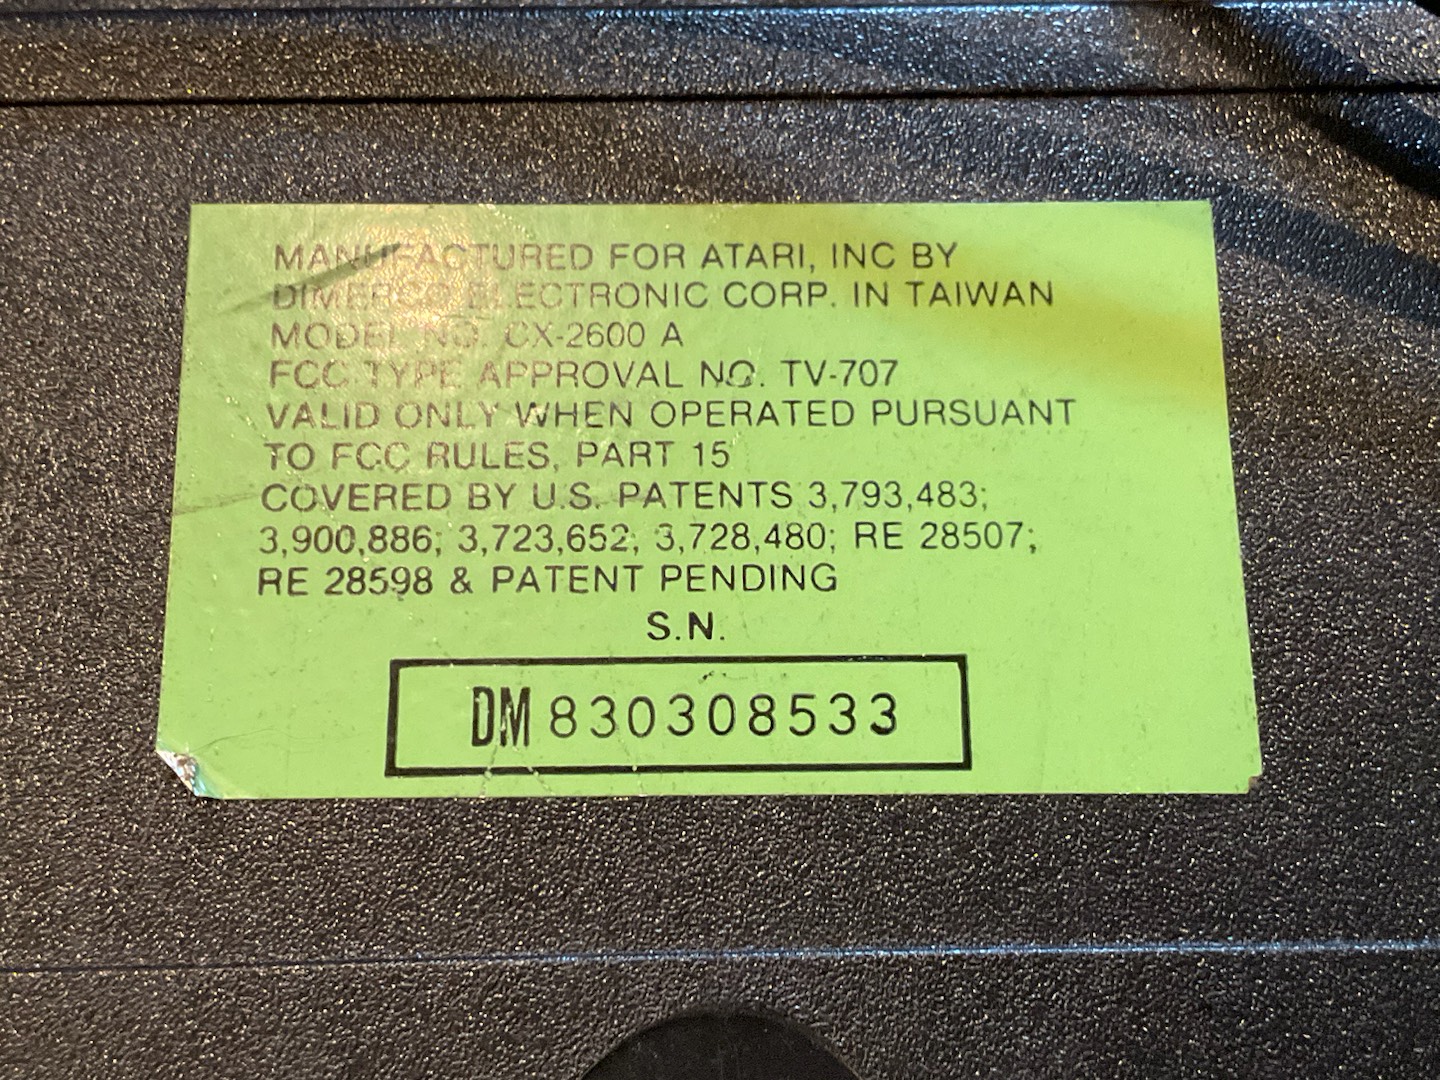 MANUFACTURED FOR ATARI, INC BY
DIMERCO ELECTRONIC CORP. IN TAIWAN
MODEL NO. CX-2600 A
FCC TYPE APPROVAL NO. TV-707
VALID ONLY WHEN OPERATED PURSUANT
TO FCC RULES, PART 15
COVERED BY U.S. PATENTS 3,793,483;
3,900,886; 3,723,652; 3,728,480; RE 28507;
RE 28598 & PATENT PENDING
S.N.
DM 830308533